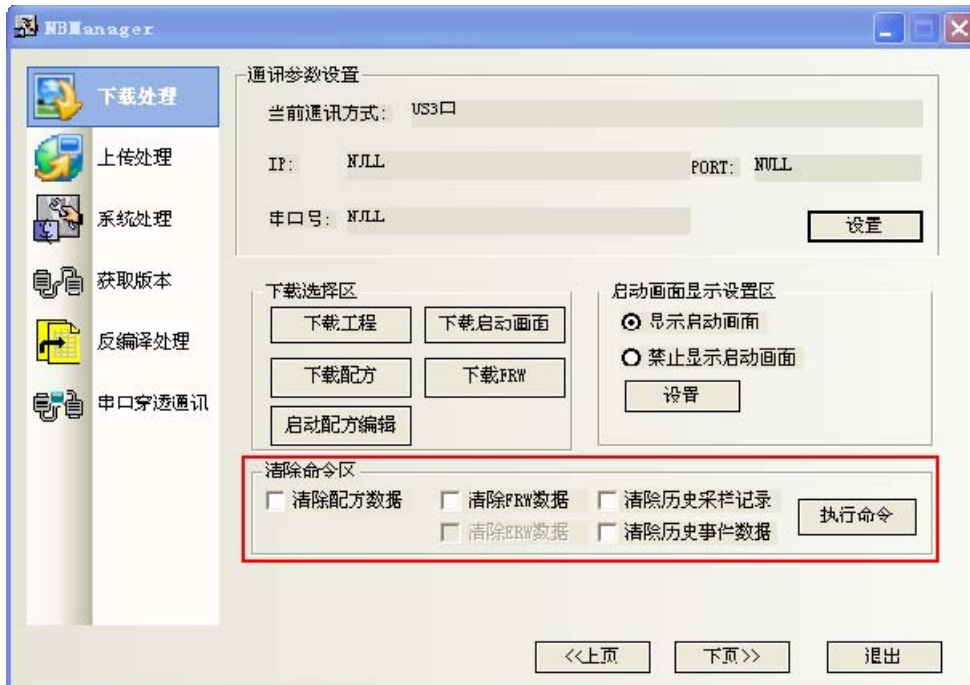 NBManager
下载处理
上传处理
系统处理
获取版本
反编译处理
串口穿透通讯
通讯参数设置
当前通讯方式: USB口
IP: NULL PORT: NULL
串口号: NULL
设置
下载选择区
下载工程 下载启动画面
下载配方 下载FRW
启动配方编辑
启动画面显示设置区
显示启动画面
禁止显示启动画面
设置
清除命令区
清除配方数据 清除FRW数据 清除历史采样记录
清除ERW数据 清除历史事件数据
执行命令
<<上页 下页>> 退出